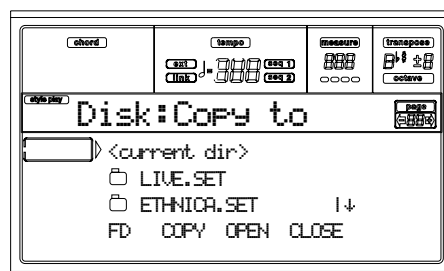 chord tempo measure transpose
ext seq 1
link seq 2
octave
style play Disk:Copy to page
<current dir>
LIVE.SET
ETHNICA.SET
FD COPY OPEN CLOSE